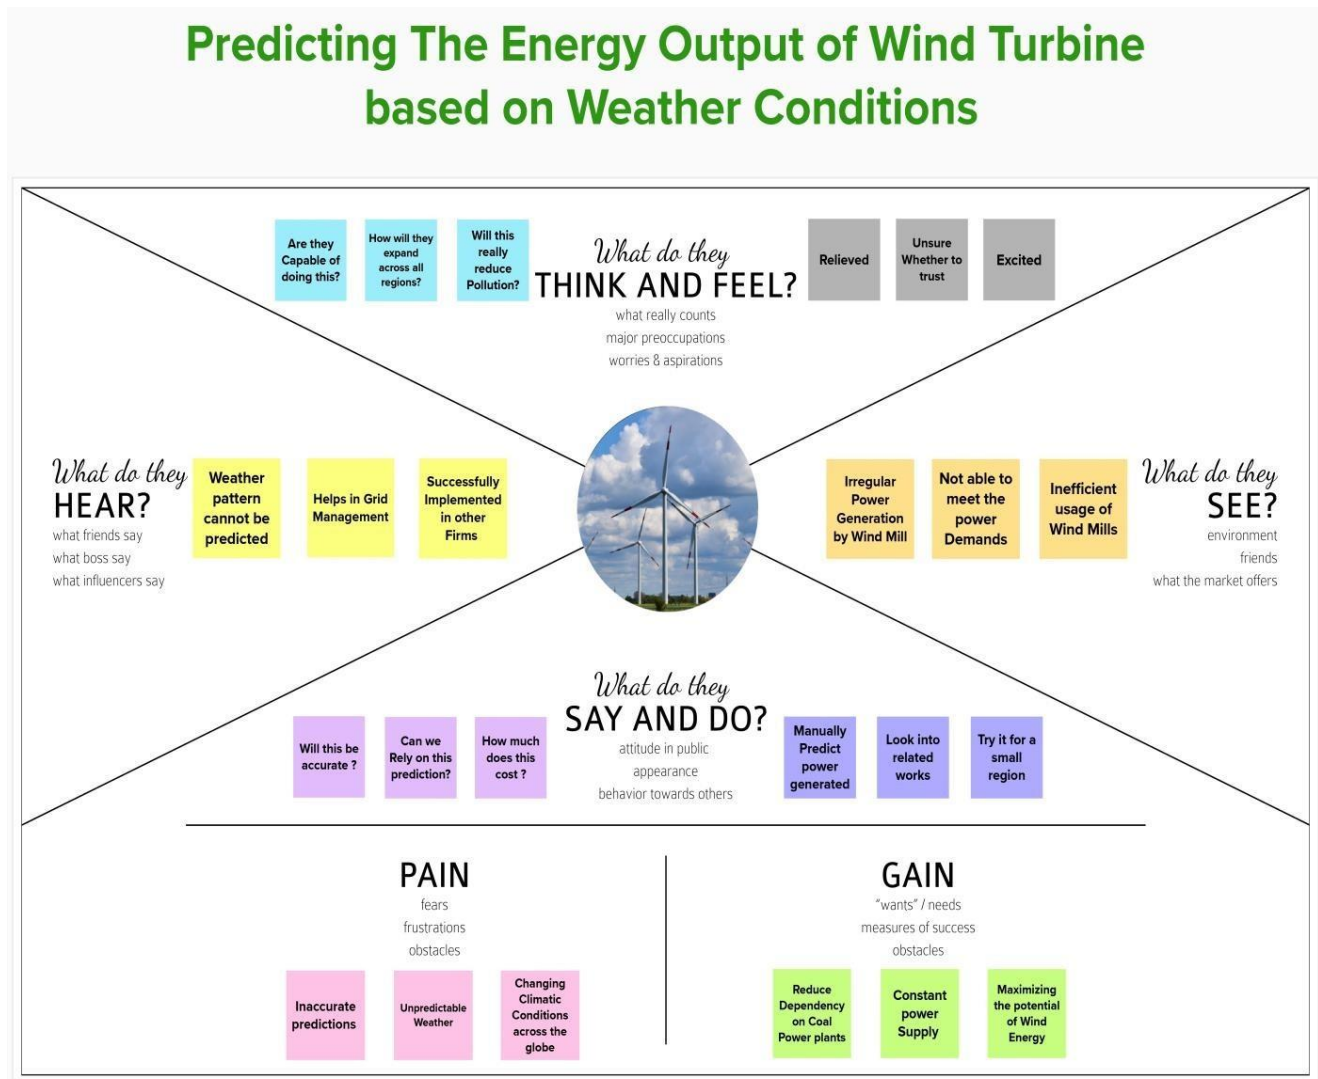 Predicting The Energy Output of Wind Turbine
based on Weather Conditions
Are they
Capable of
doing this?
How will they
expand
across all
regions?
Will this
really
reduce
Pollution?
What do they
THINK AND FEEL?
what really counts
major preoccupations
worries & aspirations
Relieved
Unsure
Whether to
trust
Excited
What do they
HEAR?
what friends say
what boss say
what influencers say
Weather
pattern
cannot be
predicted
Helps in Grid
Management
Successfully
Implemented
in other
Firms
Irregular
Power
Generation
by Wind Mill
Not able to
meet the
power
Demands
Inefficient
usage of
Wind Mills
What do they
SEE?
environment
friends
what the market offers
Will this be
accurate ?
Can we
Rely on this
prediction?
How much
does this
cost ?
What do they
SAY AND DO?
attitude in public
appearance
behavior towards others
Manually
Predict
power
generated
Look into
related
works
Try it for a
small
region
PAIN
fears
frustrations
obstacles
Inaccurate
predictions
Unpredictable
Weather
Changing
Climatic
Conditions
across the
globe
GAIN
"wants" / needs
measures of success
obstacles
Reduce
Dependency
on Coal
Power plants
Constant
power
Supply
Maximizing
the potential
of Wind
Energy